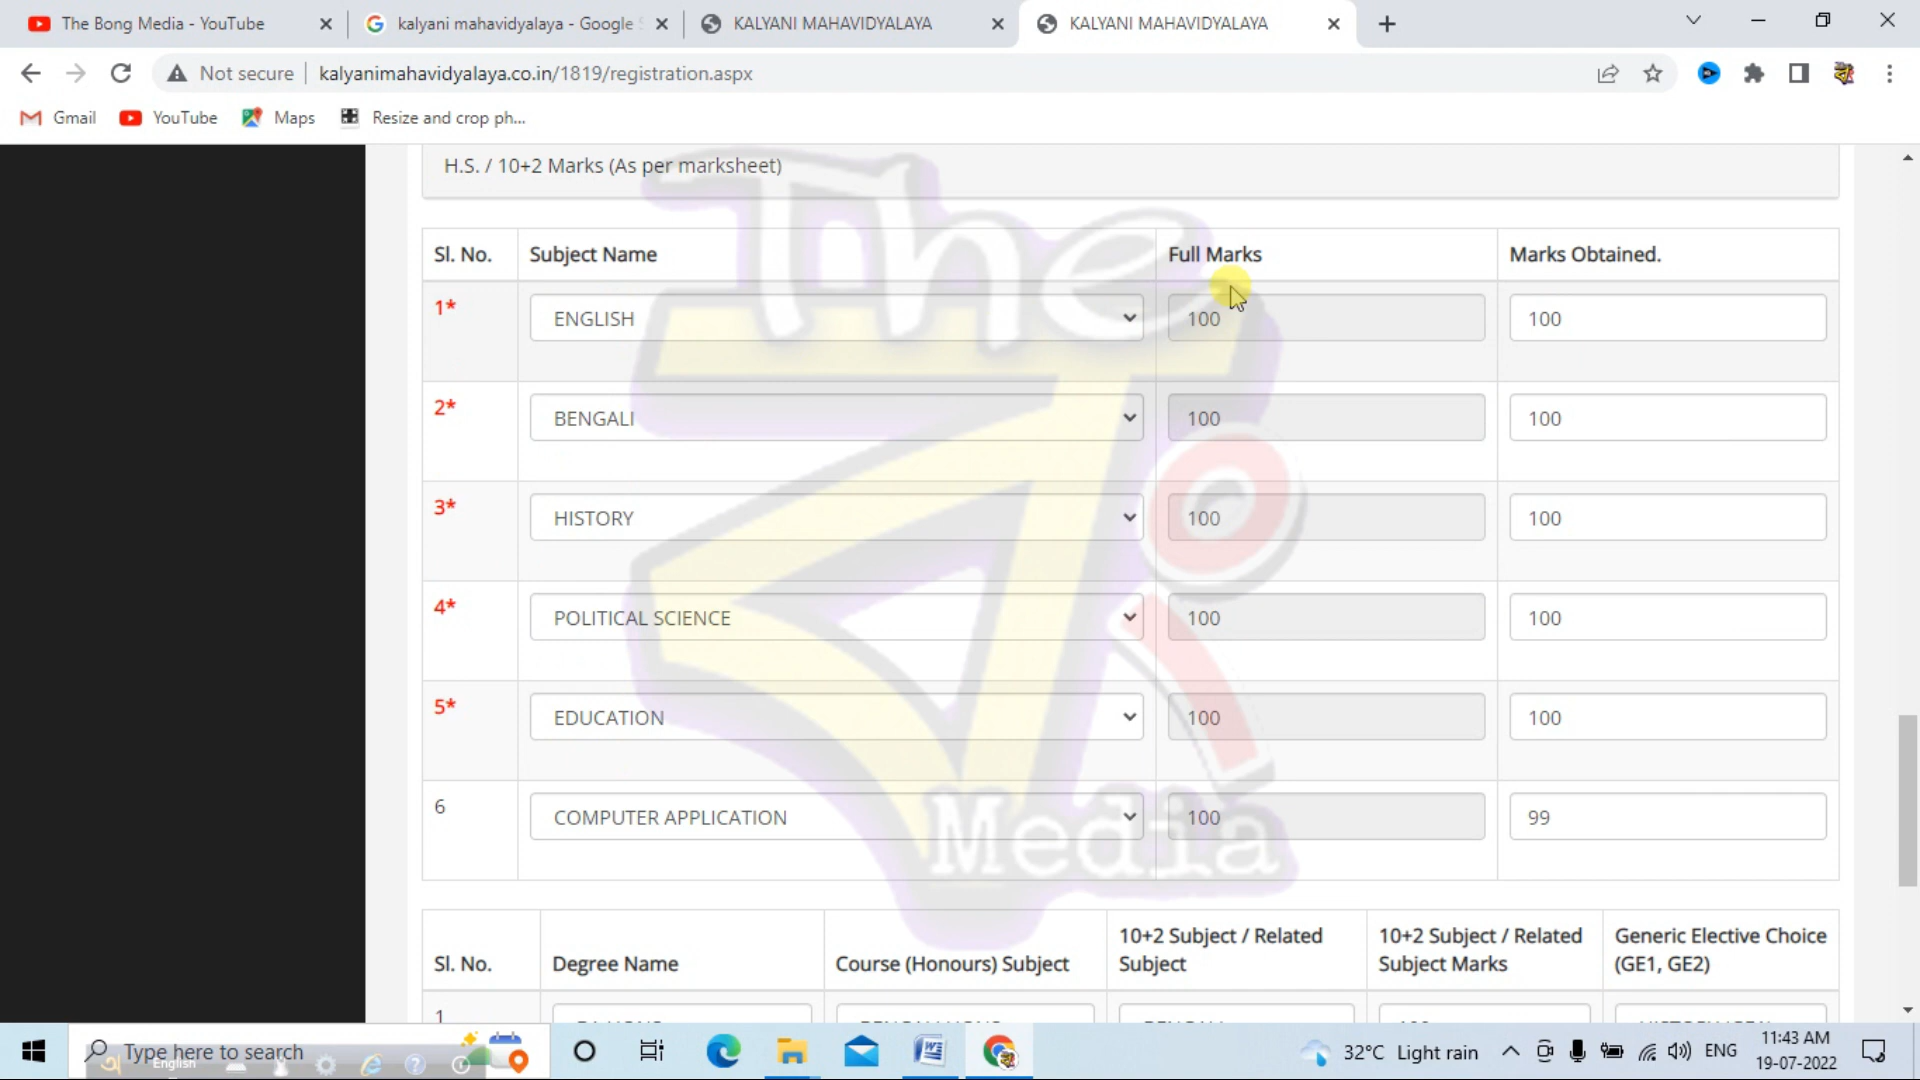 The Bong Media - YouTube
kalyani mahavidyalaya - Google
KALYANI MAHAVIDYALAYA
KALYANI MAHAVIDYALAYA
Not secure
kalyanimahavidyalaya.co.in/1819/registration.aspx
Gmail
YouTube
Maps
Resize and crop ph...
H.S. / 10+2 Marks (As per marksheet)
Sl. No. Subject Name Full Marks Marks Obtained.
1* ENGLISH 100 100
2* BENGALI 100 100
3* HISTORY 100 100
4* POLITICAL SCIENCE 100 100
5* EDUCATION 100 100
6 COMPUTER APPLICATION 100 99
The
Media
Sl. No.
Degree Name
Course (Honours) Subject
10+2 Subject / Related
Subject
10+2 Subject / Related
Subject Marks
Generic Elective Choice
(GE1, GE2)
1
Type here to search
English
32°C Light rain
ENG
11:43 AM
19-07-2022